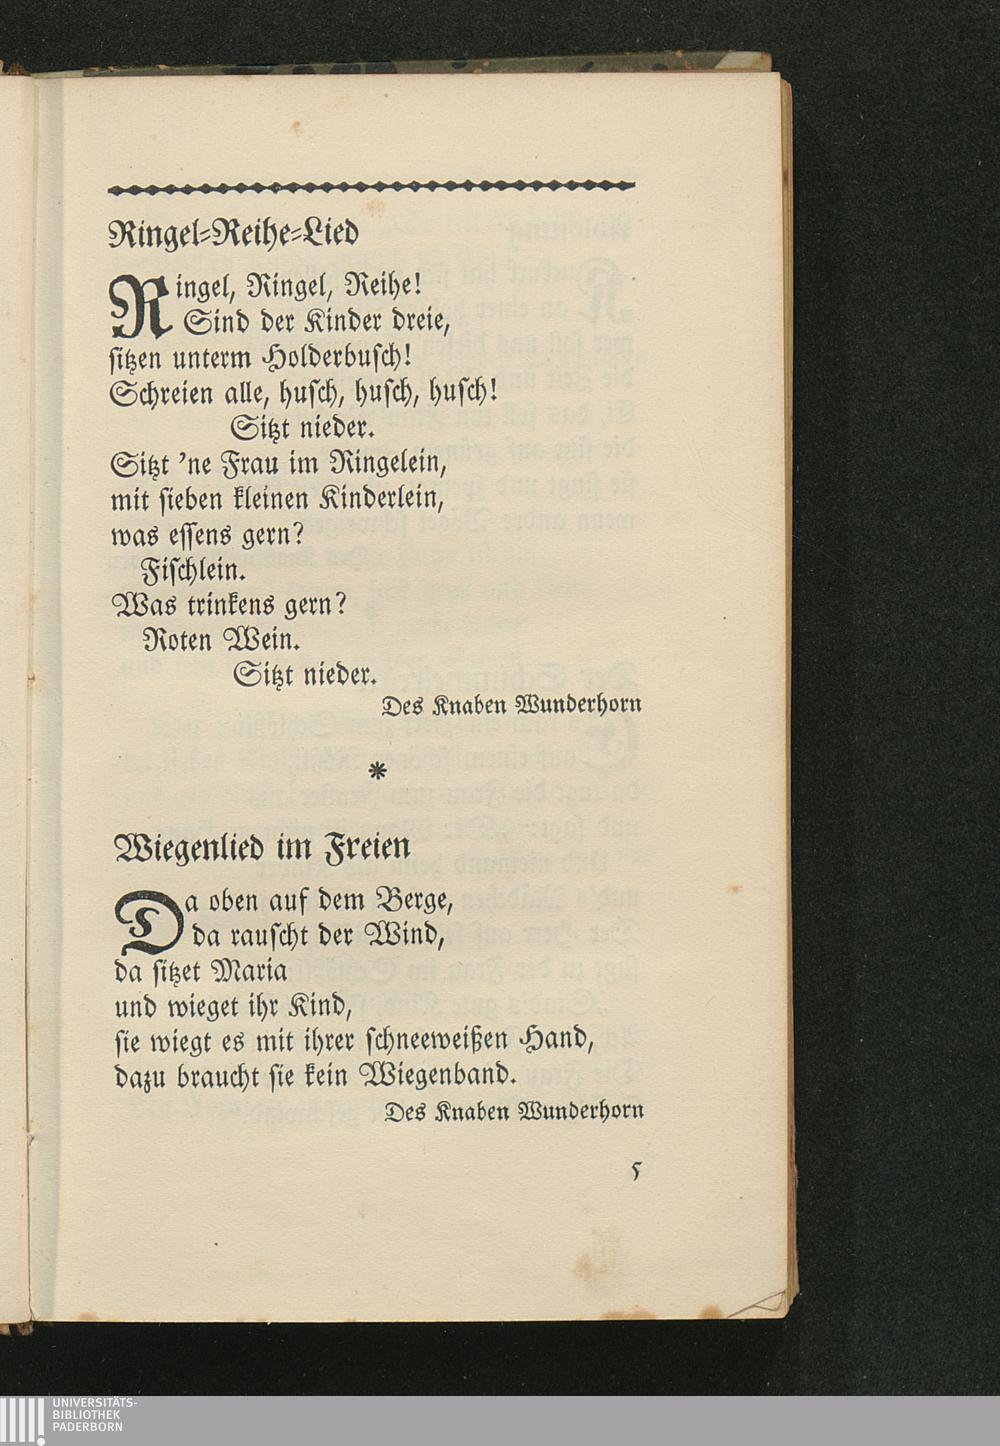 Ringel-Reihe-Lied
Ringel, Ringel, Reihe!
Sind der Kinder dreie,
sitzen unterm Holderbusch!
Schreien alle, husch, husch, husch!
Sitzt nieder.
Sitzt 'ne Frau im Ringelein,
mit sieben kleinen Kinderlein,
was essens gern?
Fischlein.
Was trinkens gern?
Roten Wein.
Sitzt nieder.
Des Knaben Wunderhorn
*
Wiegenlied im Freien
Da oben auf dem Berge,
da rauscht der Wind,
da sitzet Maria
und wieget ihr Kind,
sie wiegt es mit ihrer schneeweißen Hand,
dazu braucht sie kein Wiegenband.
Des Knaben Wunderhorn
5
UNIVERSITÄTS-
BIBLIOTHEK
PADERBORN